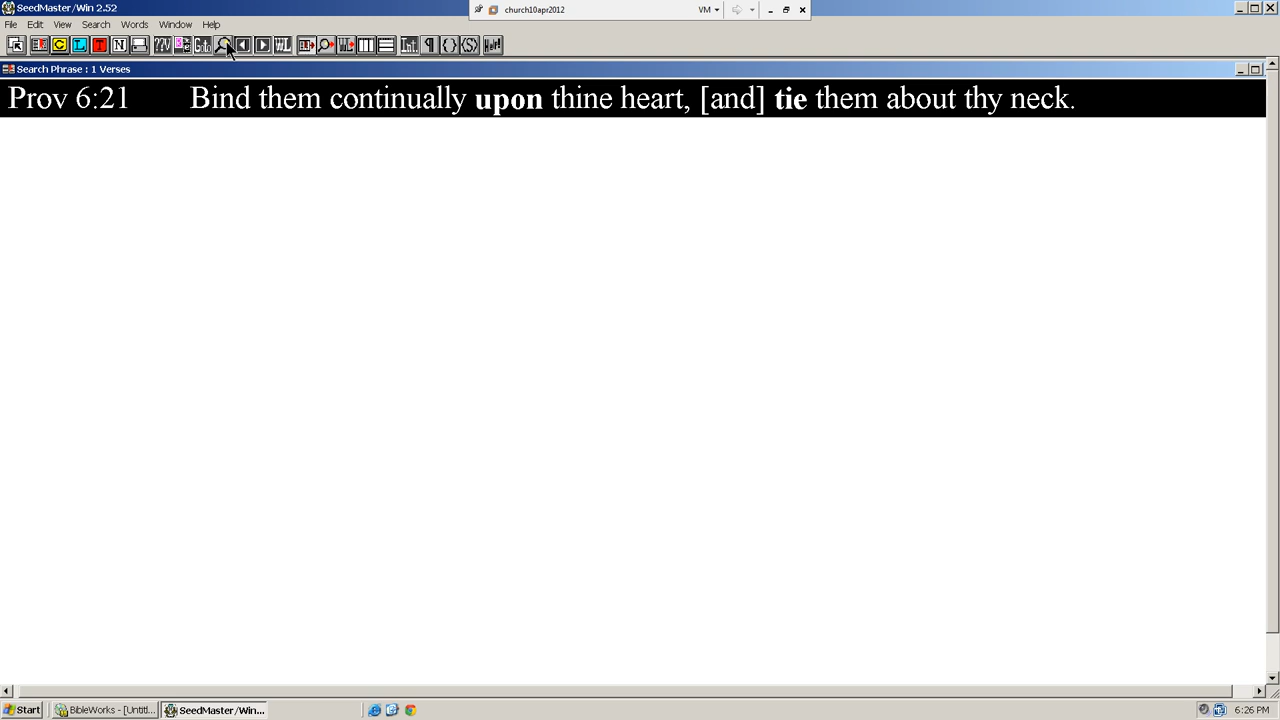 SeedMaster/Win 2.52
church10apr2012
VM
File Edit View Search Words Window Help
Search Phrase : 1 Verses
Prov 6:21 Bind them continually upon thine heart, [and] tie them about thy neck.
Start
BibleWorks - [Untitl...
SeedMaster/Win...
6:26 PM